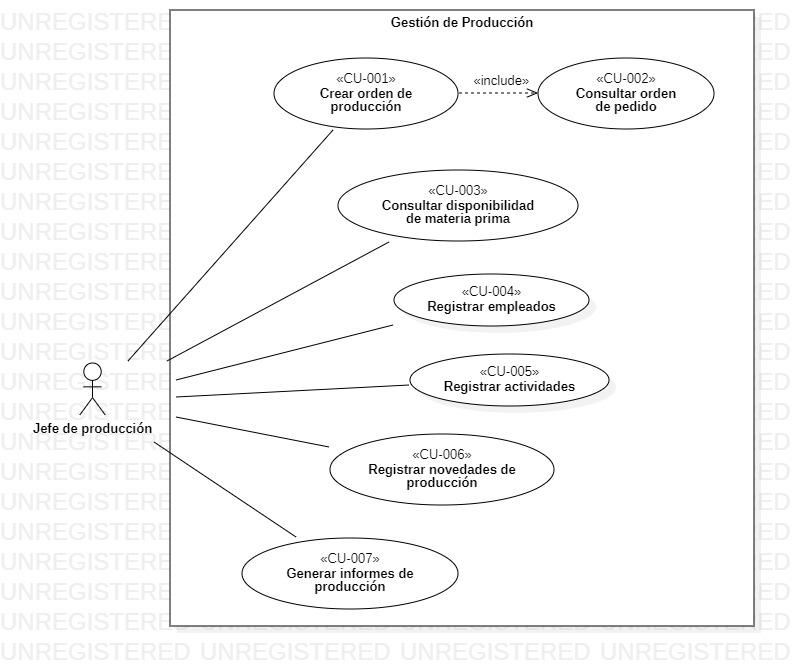 Gestión de Producción
«CU-001»
Crear orden de
producción
«include»
«CU-002»
Consultar orden
de pedido
«CU-003»
Consultar disponibilidad
de materia prima
«CU-004»
Registrar empleados
«CU-005»
Registrar actividades
Jefe de producción
«CU-006»
Registrar novedades de
producción
«CU-007»
Generar informes de
producción
UNREGISTERED UNREGISTERED UNREGISTERED UNREGISTERED